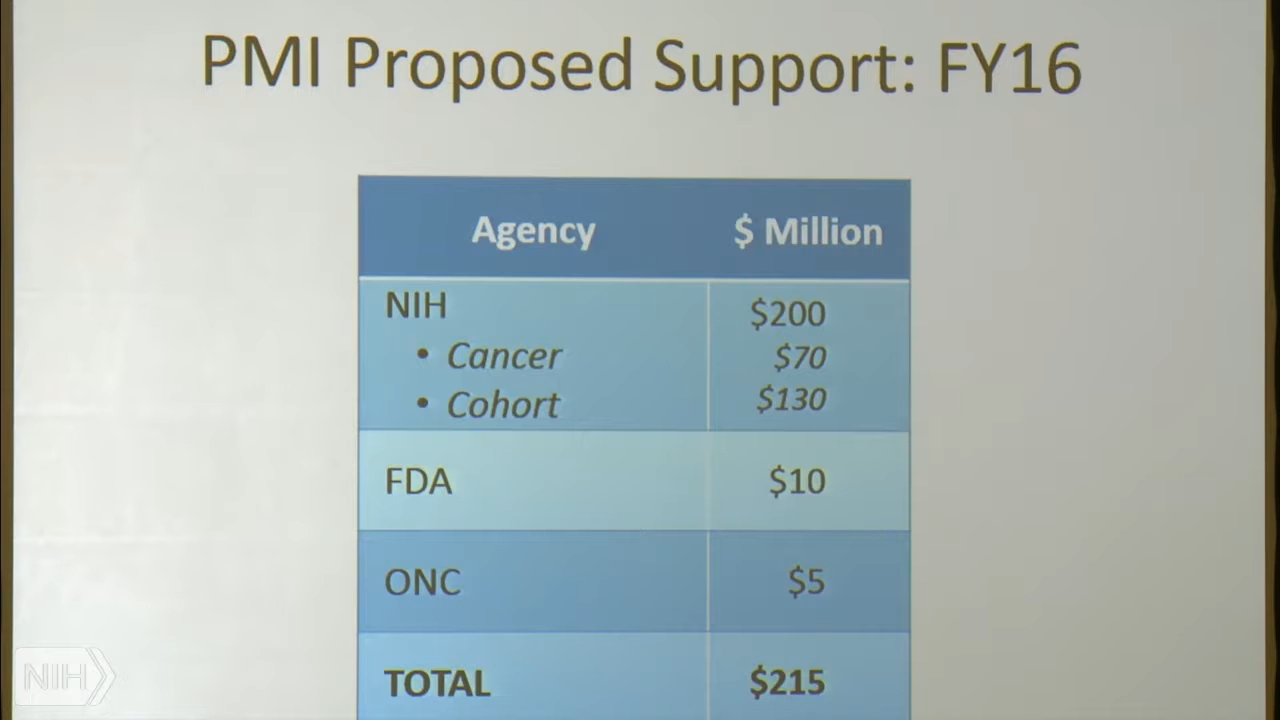 PMI Proposed Support: FY16
Agency $ Million
NIH $200
• Cancer $70
• Cohort $130
FDA $10
ONC $5
TOTAL $215
NIH